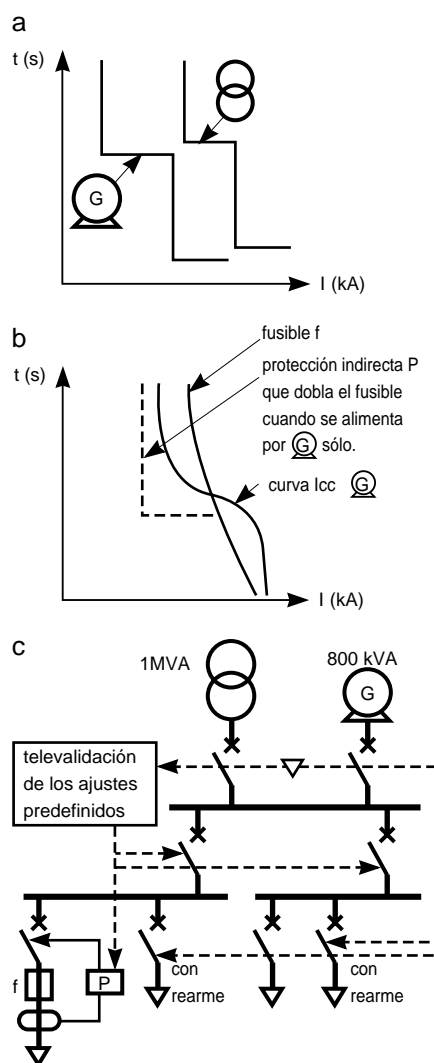 a
t (s)
G
I (kA)
b
fusible f
t (s)
protección indirecta P
que dobla el fusible
cuando se alimenta
por G sólo.
curva Icc G
I (kA)
c
1MVA
800 kVA
G
televalidación
de los ajustes
predefinidos
f
P
con
rearme
con
rearme